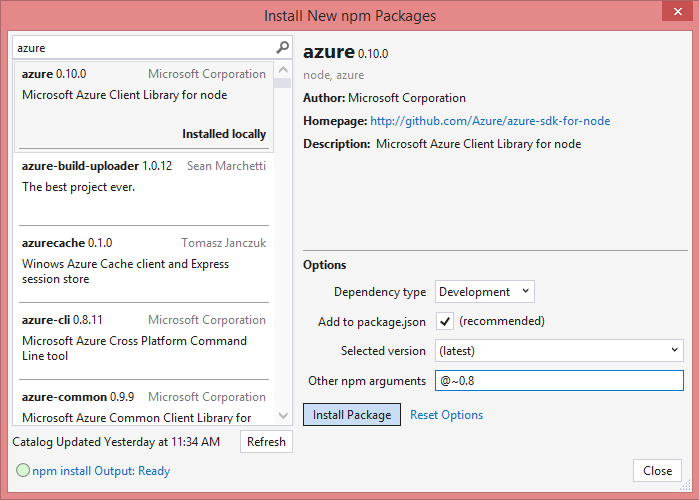 Install New npm Packages
azure
azure 0.10.0 Microsoft Corporation
Microsoft Azure Client Library for node
Installed locally
azure-build-uploader 1.0.12 Sean Marchetti
The best project ever.
azurecache 0.1.0 Tomasz Janczuk
Winows Azure Cache client and Express
session store
azure-cli 0.8.11 Microsoft Corporation
Microsoft Azure Cross Platform Command
Line tool
azure-common 0.9.9 Microsoft Corporation
Microsoft Azure Common Client Library for
Catalog Updated Yesterday at 11:34 AM Refresh
npm install Output: Ready
azure 0.10.0
node, azure
Author: Microsoft Corporation
Homepage: http://github.com/Azure/azure-sdk-for-node
Description: Microsoft Azure Client Library for node
Options
Dependency type Development
Add to package.json (recommended)
Selected version (latest)
Other npm arguments @~0.8
Install Package Reset Options
Close